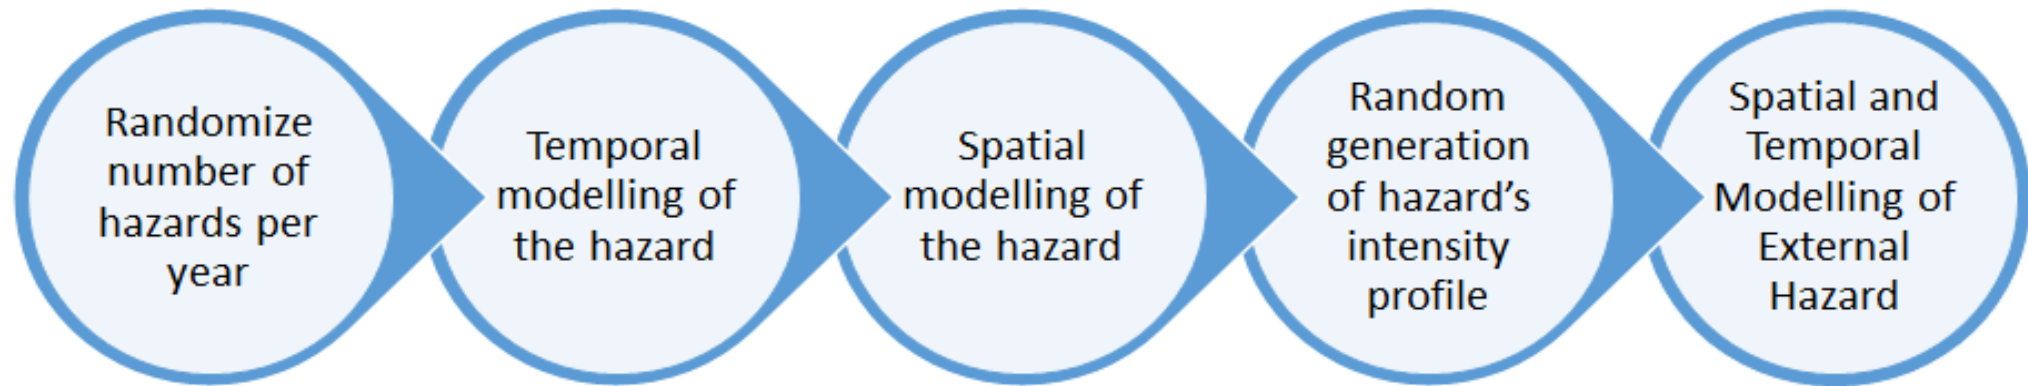 Randomize
number of
hazards per
year
Temporal
modelling of
the hazard
Spatial
modelling of
the hazard
Random
generation
of hazard's
intensity
profile
Spatial and
Temporal
Modelling of
External
Hazard